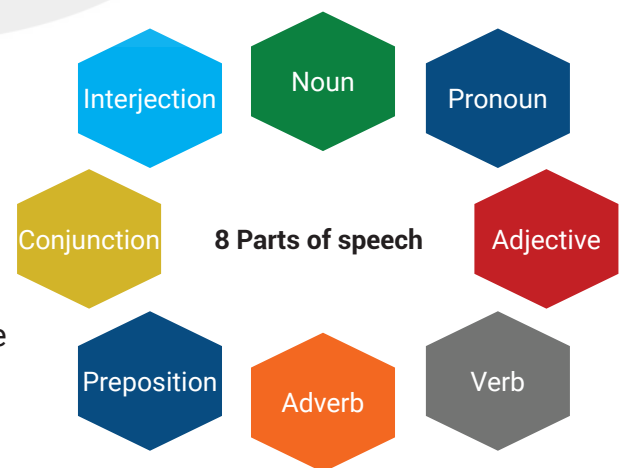 Noun
Interjection
Pronoun
Conjunction
8 Parts of speech
Adjective
e
Preposition
Adverb
Verb